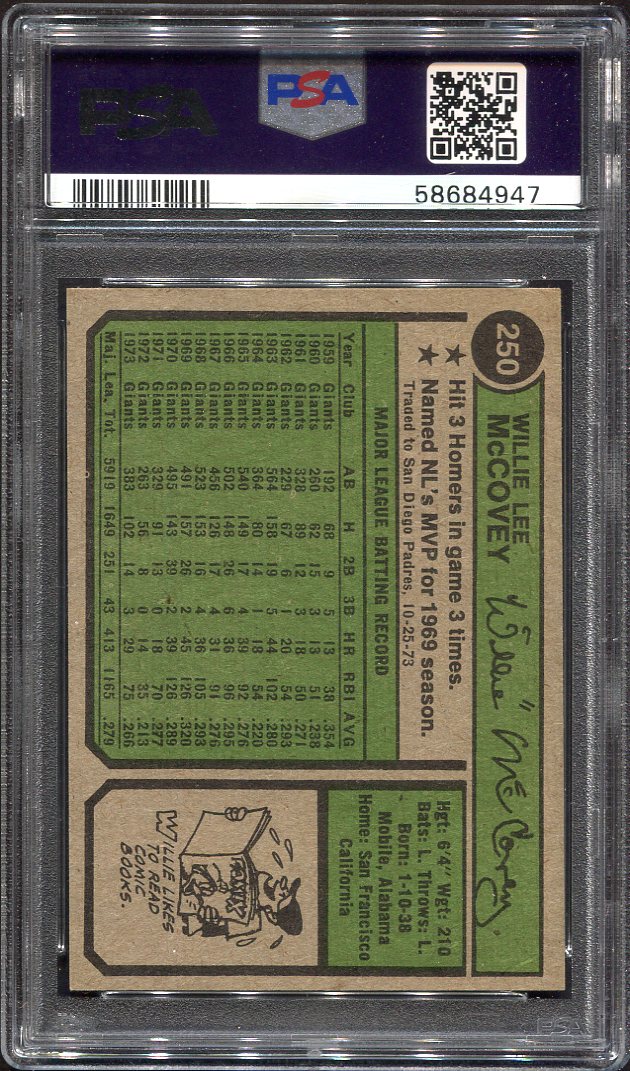 PSA
PSA
58684947
250
WILLIE LEE
McCOVEY
"Willie" McCovey
★ Hit 3 Homers in game 3 times.
★ Named NL's MVP for 1969 season.
Traded to San Diego Padres, 10-25-73
MAJOR LEAGUE BATTING RECORD
Year Club AB H 2B 3B HR RBI AVG
1959 Giants 192 68 9 5 13 38 .354
1960 Giants 260 62 15 3 13 51 .238
1961 Giants 328 89 12 3 18 50 .271
1962 Giants 229 67 6 1 20 54 .293
1963 Giants 564 158 19 5 44 102 .280
1964 Giants 364 80 14 1 18 54 .220
1965 Giants 540 149 17 4 39 92 .276
1966 Giants 502 148 26 6 36 96 .295
1967 Giants 456 126 17 4 31 91 .276
1968 Giants 523 153 16 4 36 105 .293
1969 Giants 491 157 26 2 45 126 .320
1970 Giants 495 143 39 2 39 126 .289
1971 Giants 329 91 13 0 18 70 .277
1972 Giants 263 56 8 0 14 35 .213
1973 Giants 383 102 14 3 29 75 .266
Maj. Lea. Tot. 5919 1649 251 43 413 1165 .279
Hgt: 6'4" Wgt: 210
Bats: L. Throws: L.
Born: 1-10-38
Mobile, Alabama
Home: San Francisco
California
WILLIE LIKES
TO READ
COMIC
BOOKS.
PSA